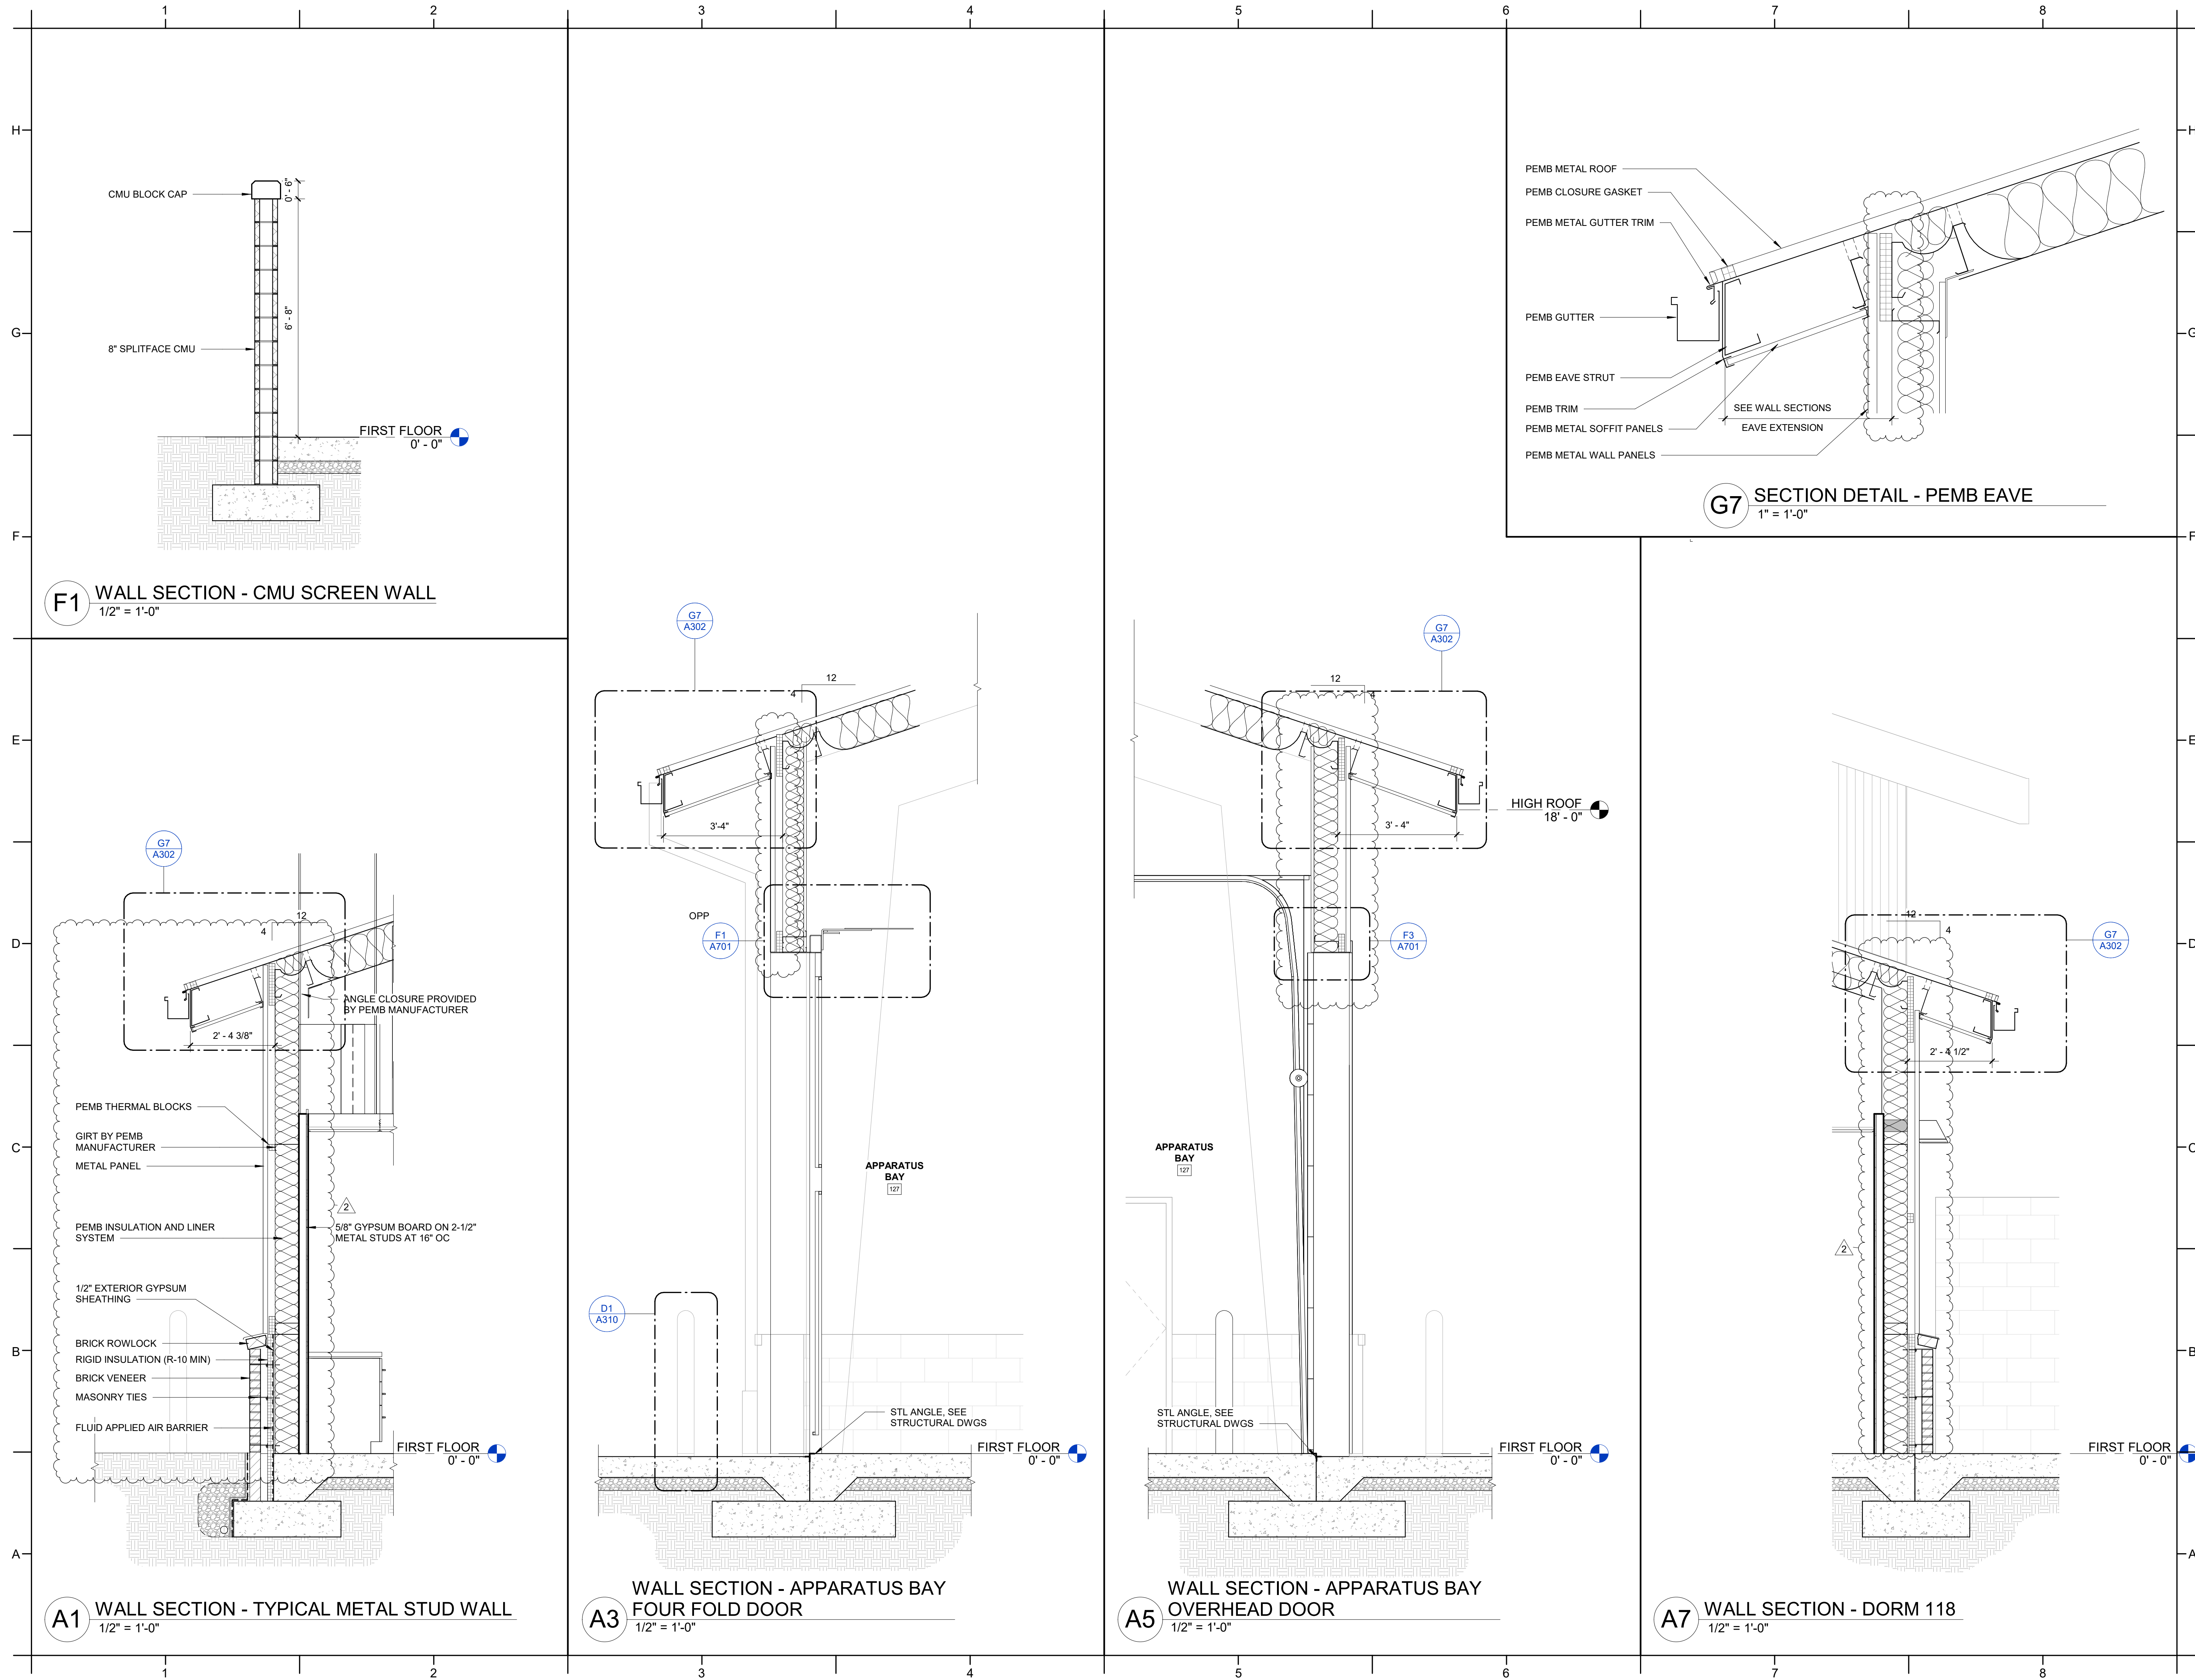 1
2
3
4
5
6
7
8
H
G
F
E
D
C
B
A
CMU BLOCK CAP
0' - 6"
6' - 8"
8" SPLITFACE CMU
FIRST FLOOR
0' - 0"
F1
WALL SECTION - CMU SCREEN WALL
1/2" = 1'-0"
PEMB METAL ROOF
PEMB CLOSURE GASKET
PEMB METAL GUTTER TRIM
PEMB GUTTER
PEMB EAVE STRUT
PEMB TRIM
PEMB METAL SOFFIT PANELS
PEMB METAL WALL PANELS
SEE WALL SECTIONS
EAVE EXTENSION
G7
SECTION DETAIL - PEMB EAVE
1" = 1'-0"
G7
A302
12
4
ANGLE CLOSURE PROVIDED
BY PEMB MANUFACTURER
2' - 4 3/8"
PEMB THERMAL BLOCKS
GIRT BY PEMB
MANUFACTURER
METAL PANEL
2
PEMB INSULATION AND LINER
SYSTEM
5/8" GYPSUM BOARD ON 2-1/2"
METAL STUDS AT 16" OC
1/2" EXTERIOR GYPSUM
SHEATHING
BRICK ROWLOCK
RIGID INSULATION (R-10 MIN)
BRICK VENEER
MASONRY TIES
FLUID APPLIED AIR BARRIER
FIRST FLOOR
0' - 0"
A1
WALL SECTION - TYPICAL METAL STUD WALL
1/2" = 1'-0"
G7
A302
12
4
3'-4"
OPP
F1
A701
APPARATUS
BAY
127
D1
A310
STL ANGLE, SEE
STRUCTURAL DWGS
FIRST FLOOR
0' - 0"
A3
WALL SECTION - APPARATUS BAY
FOUR FOLD DOOR
1/2" = 1'-0"
G7
A302
12
4
HIGH ROOF
18' - 0"
3' - 4"
F3
A701
APPARATUS
BAY
127
STL ANGLE, SEE
STRUCTURAL DWGS
FIRST FLOOR
0' - 0"
A5
WALL SECTION - APPARATUS BAY
OVERHEAD DOOR
1/2" = 1'-0"
12
4
G7
A302
2' - 4 1/2"
2
FIRST FLOOR
0' - 0"
A7
WALL SECTION - DORM 118
1/2" = 1'-0"
H
G
F
E
D
C
B
A
1
2
3
4
5
6
7
8